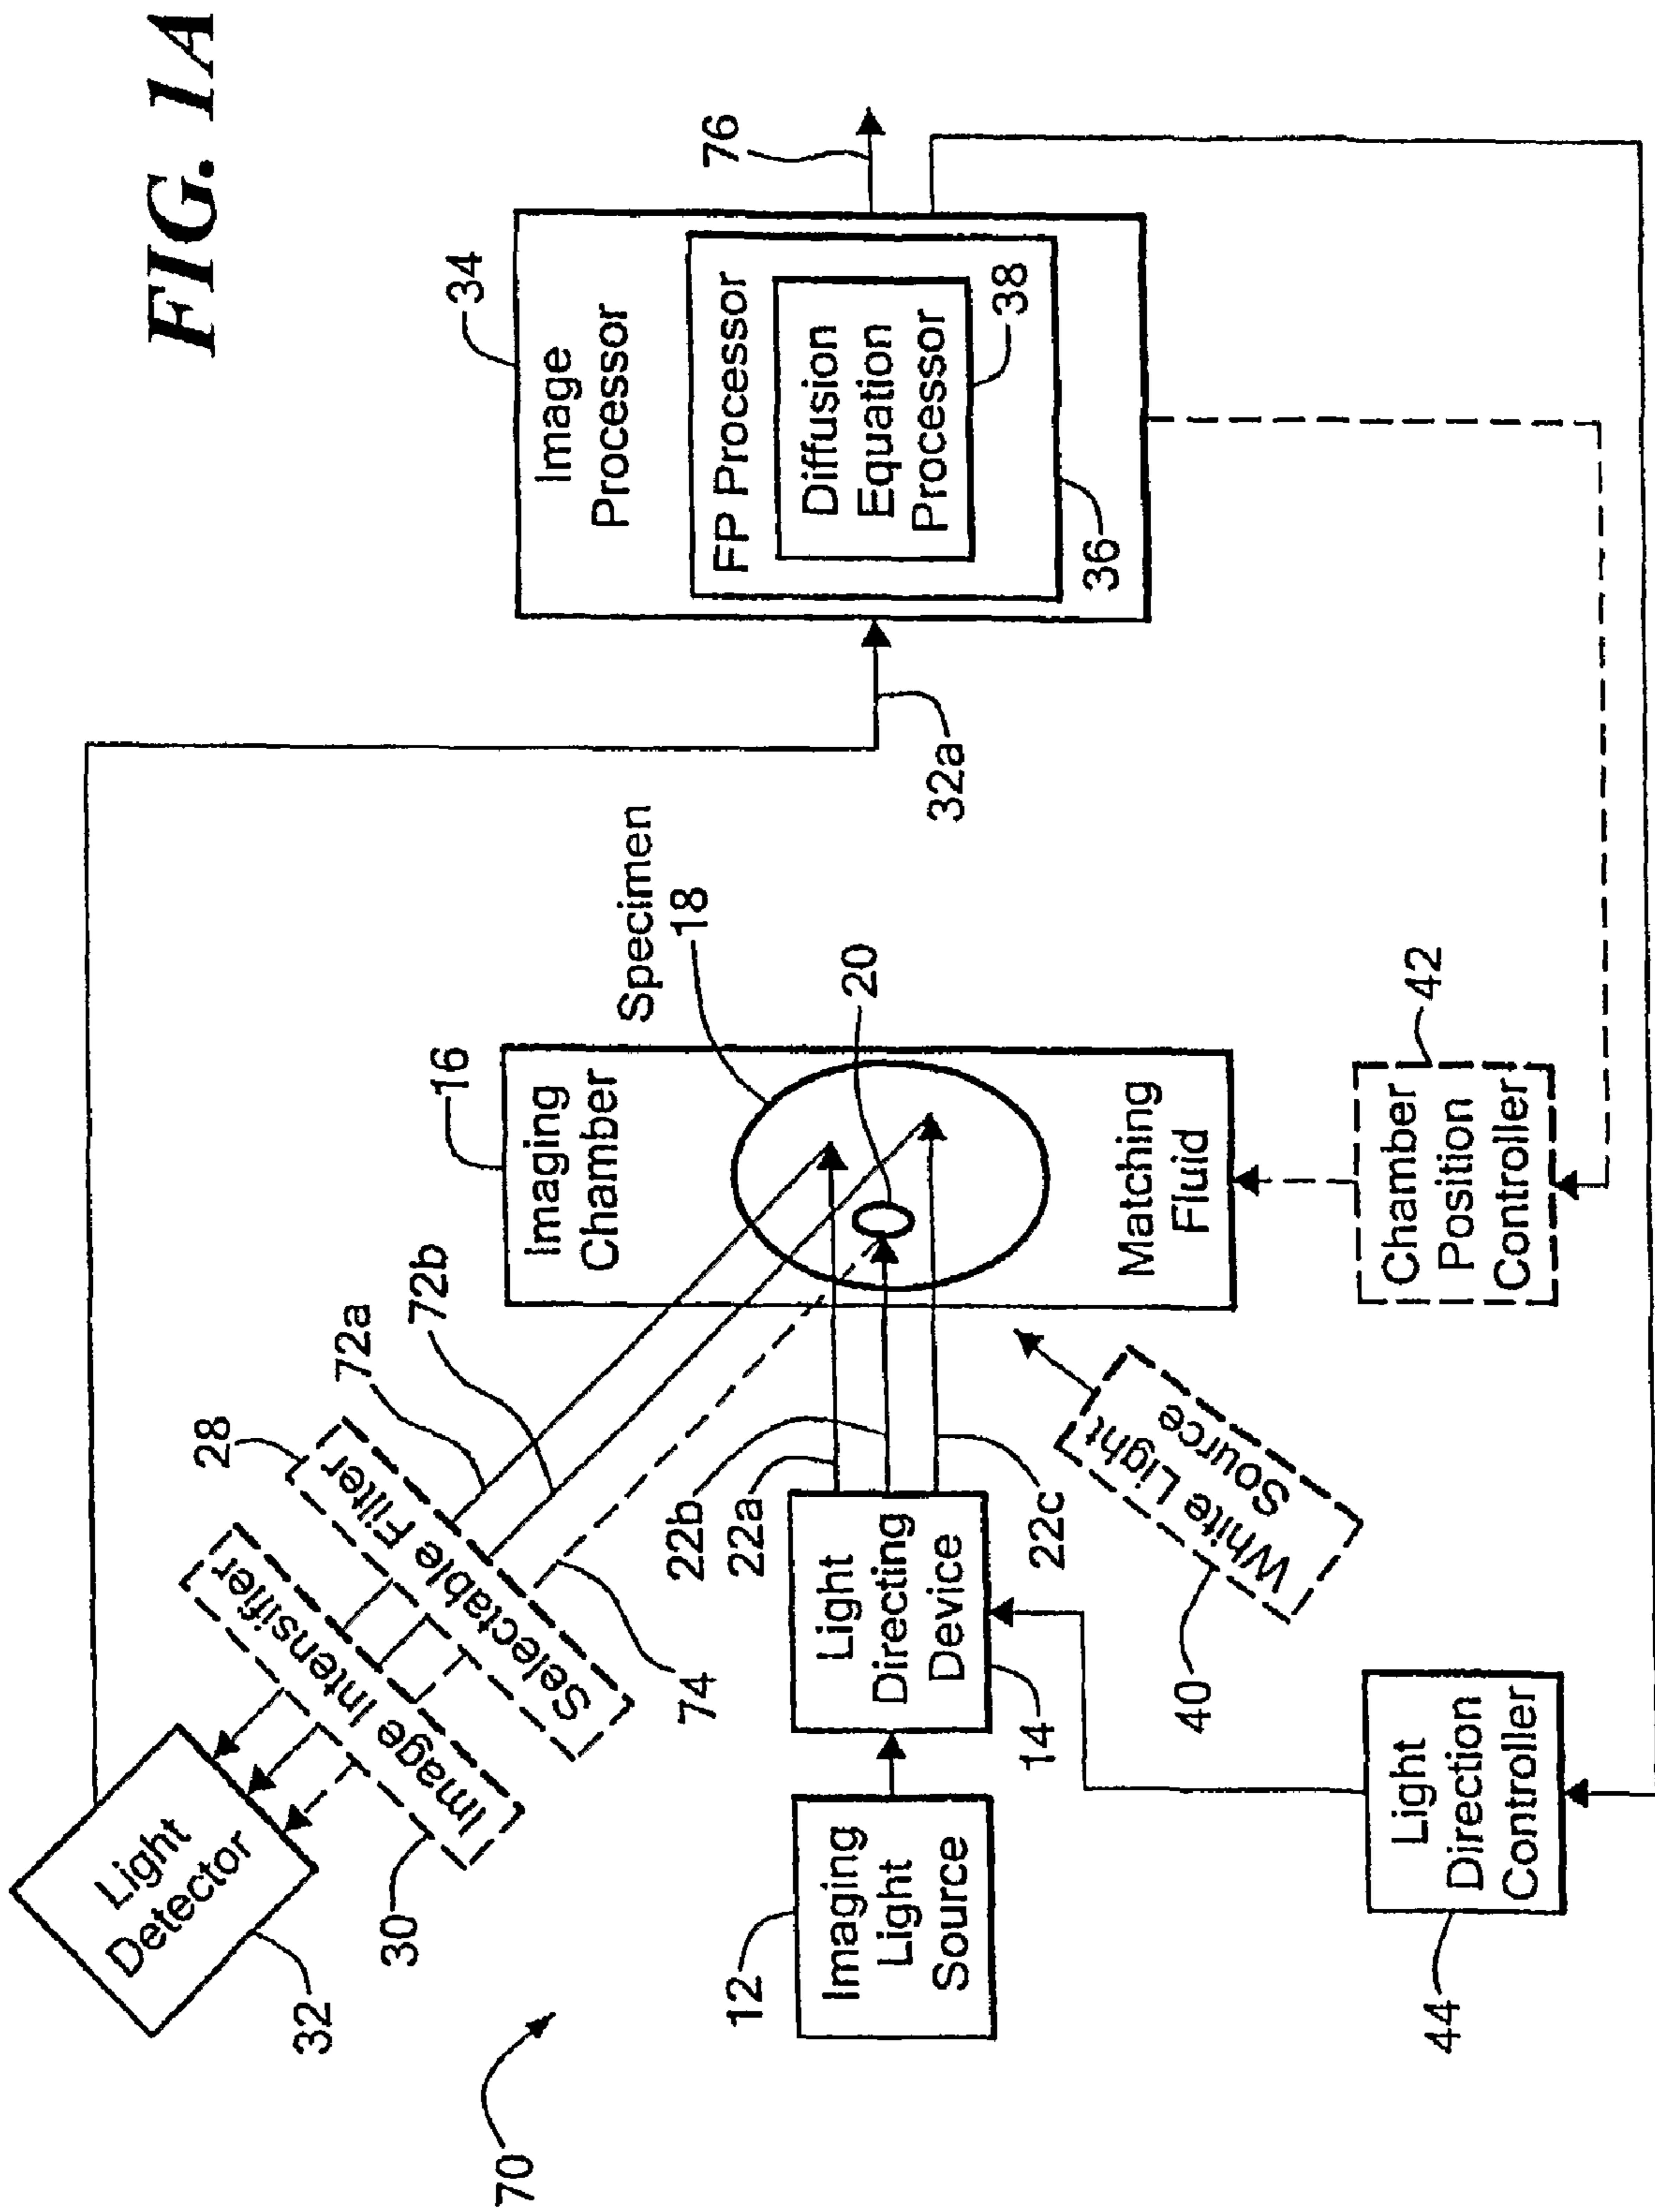 FIG. 1A
70
32
Light
Detector
30
Image Intensifier
28
Selectable Filter
72a
72b
74
12
Imaging
Light
Source
14
Light
Directing
Device
22b
22a
22c
16
Imaging
Chamber
Specimen
18
20
Matching
Fluid
40
White Light
Source
42
Chamber
Position
Controller
44
Light
Direction
Controller
32a
34
Image
Processor
FP Processor
Diffusion
Equation
Processor
38
36
76